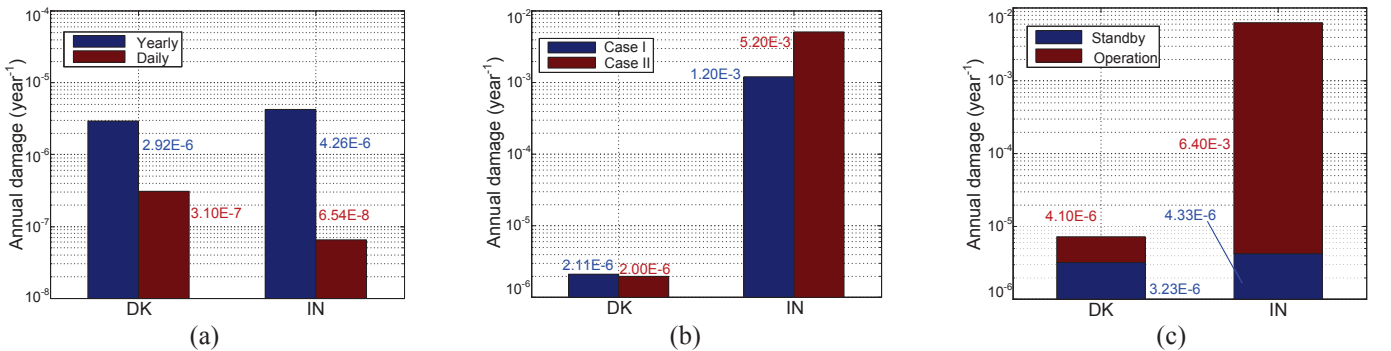 Annual damage (year⁻¹)
10⁻⁴
10⁻⁵
10⁻⁶
10⁻⁷
10⁻⁸
Yearly
Daily
2.92E-6
3.10E-7
4.26E-6
6.54E-8
DK
IN
(a)
Annual damage (year⁻¹)
10⁻²
10⁻³
10⁻⁴
10⁻⁵
10⁻⁶
Case I
Case II
2.11E-6
2.00E-6
1.20E-3
5.20E-3
DK
IN
(b)
Annual damage (year⁻¹)
10⁻²
10⁻³
10⁻⁴
10⁻⁵
10⁻⁶
Standby
Operation
4.10E-6
3.23E-6
6.40E-3
4.33E-6
DK
IN
(c)